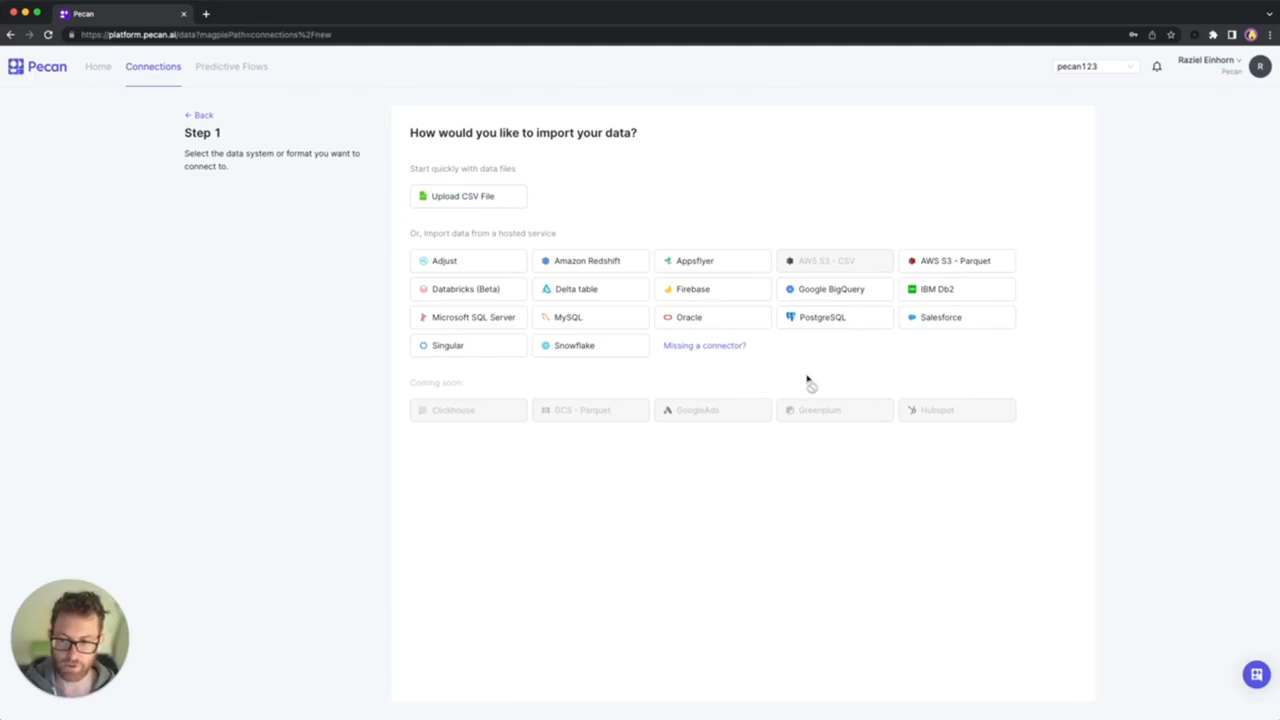 Pecan
https://platform.pecan.ai/data?magpiePath=connections%2Fnew
Pecan
Home
Connections
Predictive Flows
pecan123
Raziel Einhorn
Pecan
R
← Back
Step 1
Select the data system or format you want to
connect to.
How would you like to import your data?
Start quickly with data files
Upload CSV File
Or, Import data from a hosted service
Adjust
Amazon Redshift
Appsflyer
AWS S3 - CSV
AWS S3 - Parquet
Databricks (Beta)
Delta table
Firebase
Google BigQuery
IBM Db2
Microsoft SQL Server
MySQL
Oracle
PostgreSQL
Salesforce
Singular
Snowflake
Missing a connector?
Coming soon:
Clickhouse
GCS - Parquet
GoogleAds
Greenplum
Hubspot